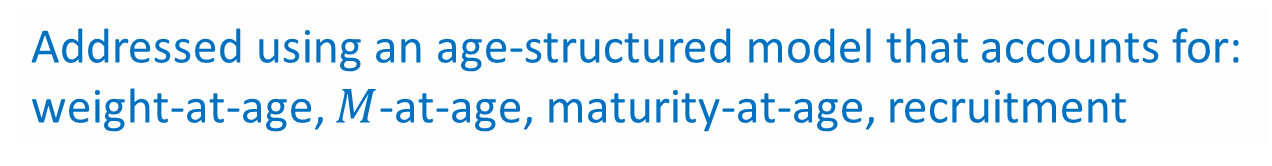 Addressed using an age-structured model that accounts for:
weight-at-age, M-at-age, maturity-at-age, recruitment